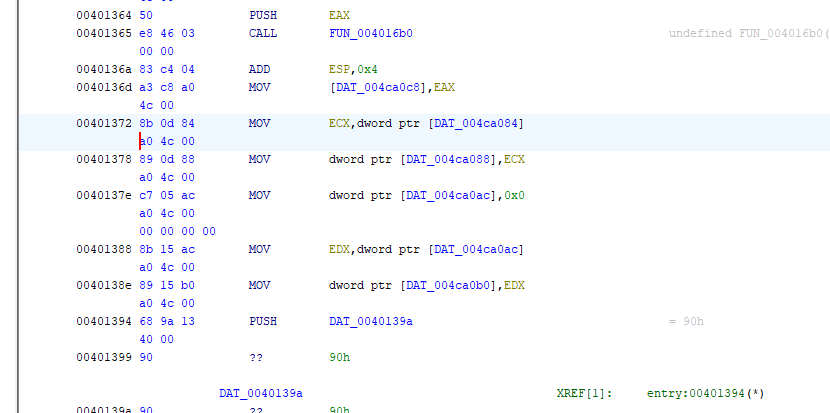 00401364 50 PUSH EAX
00401365 e8 46 03 CALL FUN_004016b0 undefined FUN_004016b0(
00 00
0040136a 83 c4 04 ADD ESP,0x4
0040136d a3 c8 a0 MOV [DAT_004ca0c8],EAX
4c 00
00401372 8b 0d 84 MOV ECX,dword ptr [DAT_004ca084]
a0 4c 00
00401378 89 0d 88 MOV dword ptr [DAT_004ca088],ECX
a0 4c 00
0040137e c7 05 ac MOV dword ptr [DAT_004ca0ac],0x0
a0 4c 00
00 00 00 00
00401388 8b 15 ac MOV EDX,dword ptr [DAT_004ca0ac]
a0 4c 00
0040138e 89 15 b0 MOV dword ptr [DAT_004ca0b0],EDX
a0 4c 00
00401394 68 9a 13 PUSH DAT_0040139a = 90h
40 00
00401399 90 ?? 90h
DAT_0040139a XREF[1]: entry:00401394(*)
0040139a 90 ?? 90h